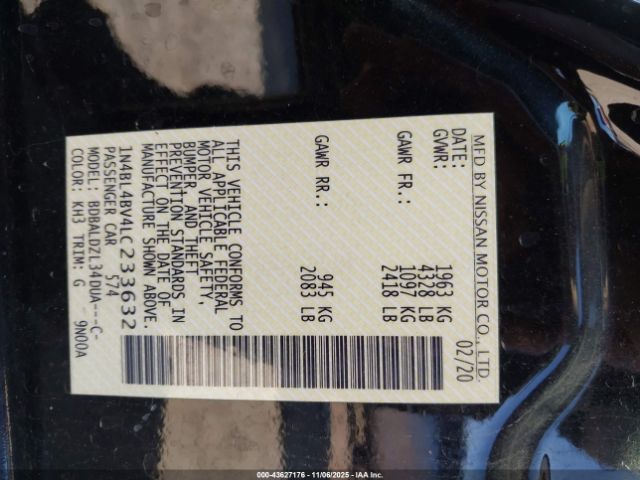 MFD BY NISSAN MOTOR CO., LTD.
DATE: 02/20
GVWR: 1963 KG
4328 LB
GAWR FR.: 1097 KG
2418 LB
GAWR RR.: 945 KG
2083 LB
THIS VEHICLE CONFORMS TO
ALL APPLICABLE FEDERAL
MOTOR VEHICLE SAFETY,
BUMPER, AND THEFT
PREVENTION STANDARDS IN
EFFECT ON THE DATE OF
MANUFACTURE SHOWN ABOVE.
1N4BL4BV4LC233632
PASSENGER CAR 574
MODEL: BDBALDZL34DUA---C-
COLOR: KH3 TRIM: G 9N00A
000-43627176 - 11/06/2025 - IAA Inc.